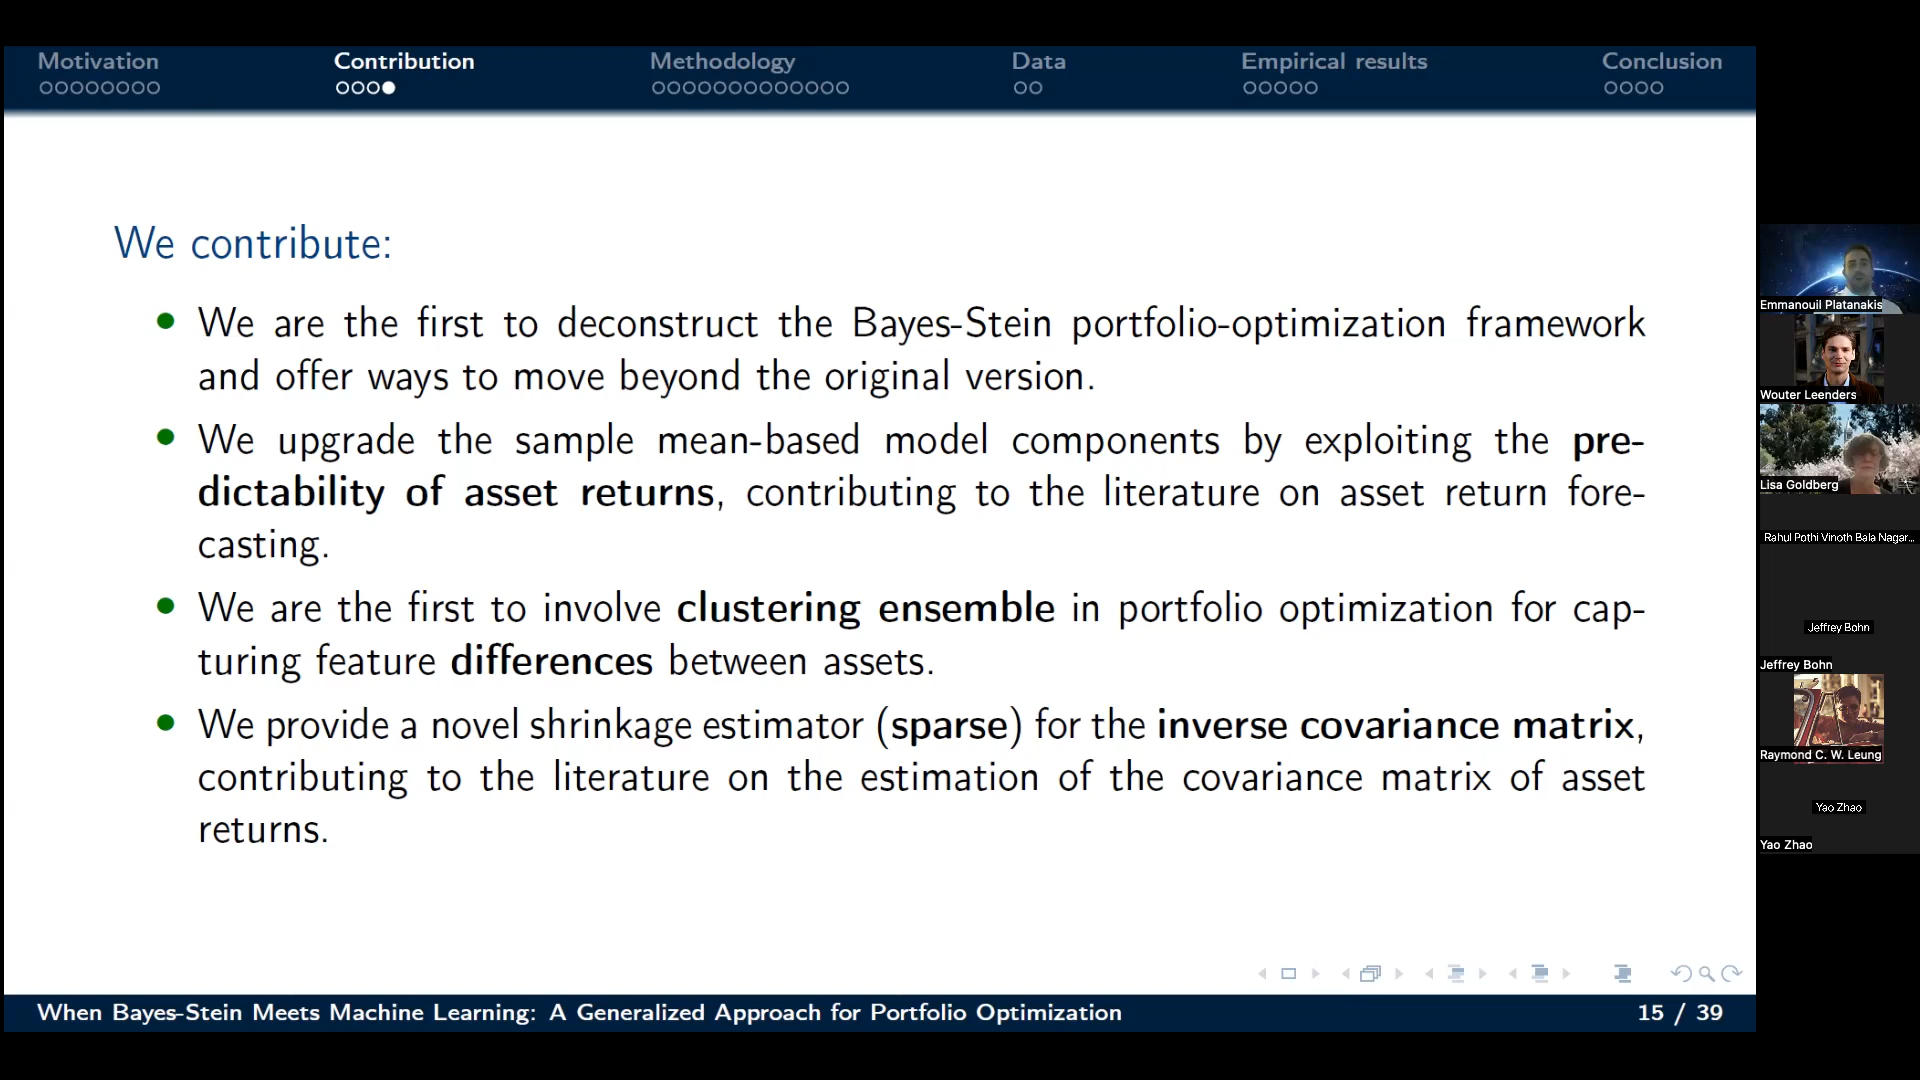 Motivation Contribution Methodology Data Empirical results Conclusion
We contribute:
We are the first to deconstruct the Bayes-Stein portfolio-optimization framework
and offer ways to move beyond the original version.
We upgrade the sample mean-based model components by exploiting the pre-
dictability of asset returns, contributing to the literature on asset return fore-
casting.
We are the first to involve clustering ensemble in portfolio optimization for cap-
turing feature differences between assets.
We provide a novel shrinkage estimator (sparse) for the inverse covariance matrix,
contributing to the literature on the estimation of the covariance matrix of asset
returns.
When Bayes-Stein Meets Machine Learning: A Generalized Approach for Portfolio Optimization 15 / 39
Emmanouil Platanakis
Wouter Leenders
Lisa Goldberg
Rahul Pothi Vinoth Bala Nagar...
Jeffrey Bohn
Jeffrey Bohn
Raymond C. W. Leung
Yao Zhao
Yao Zhao